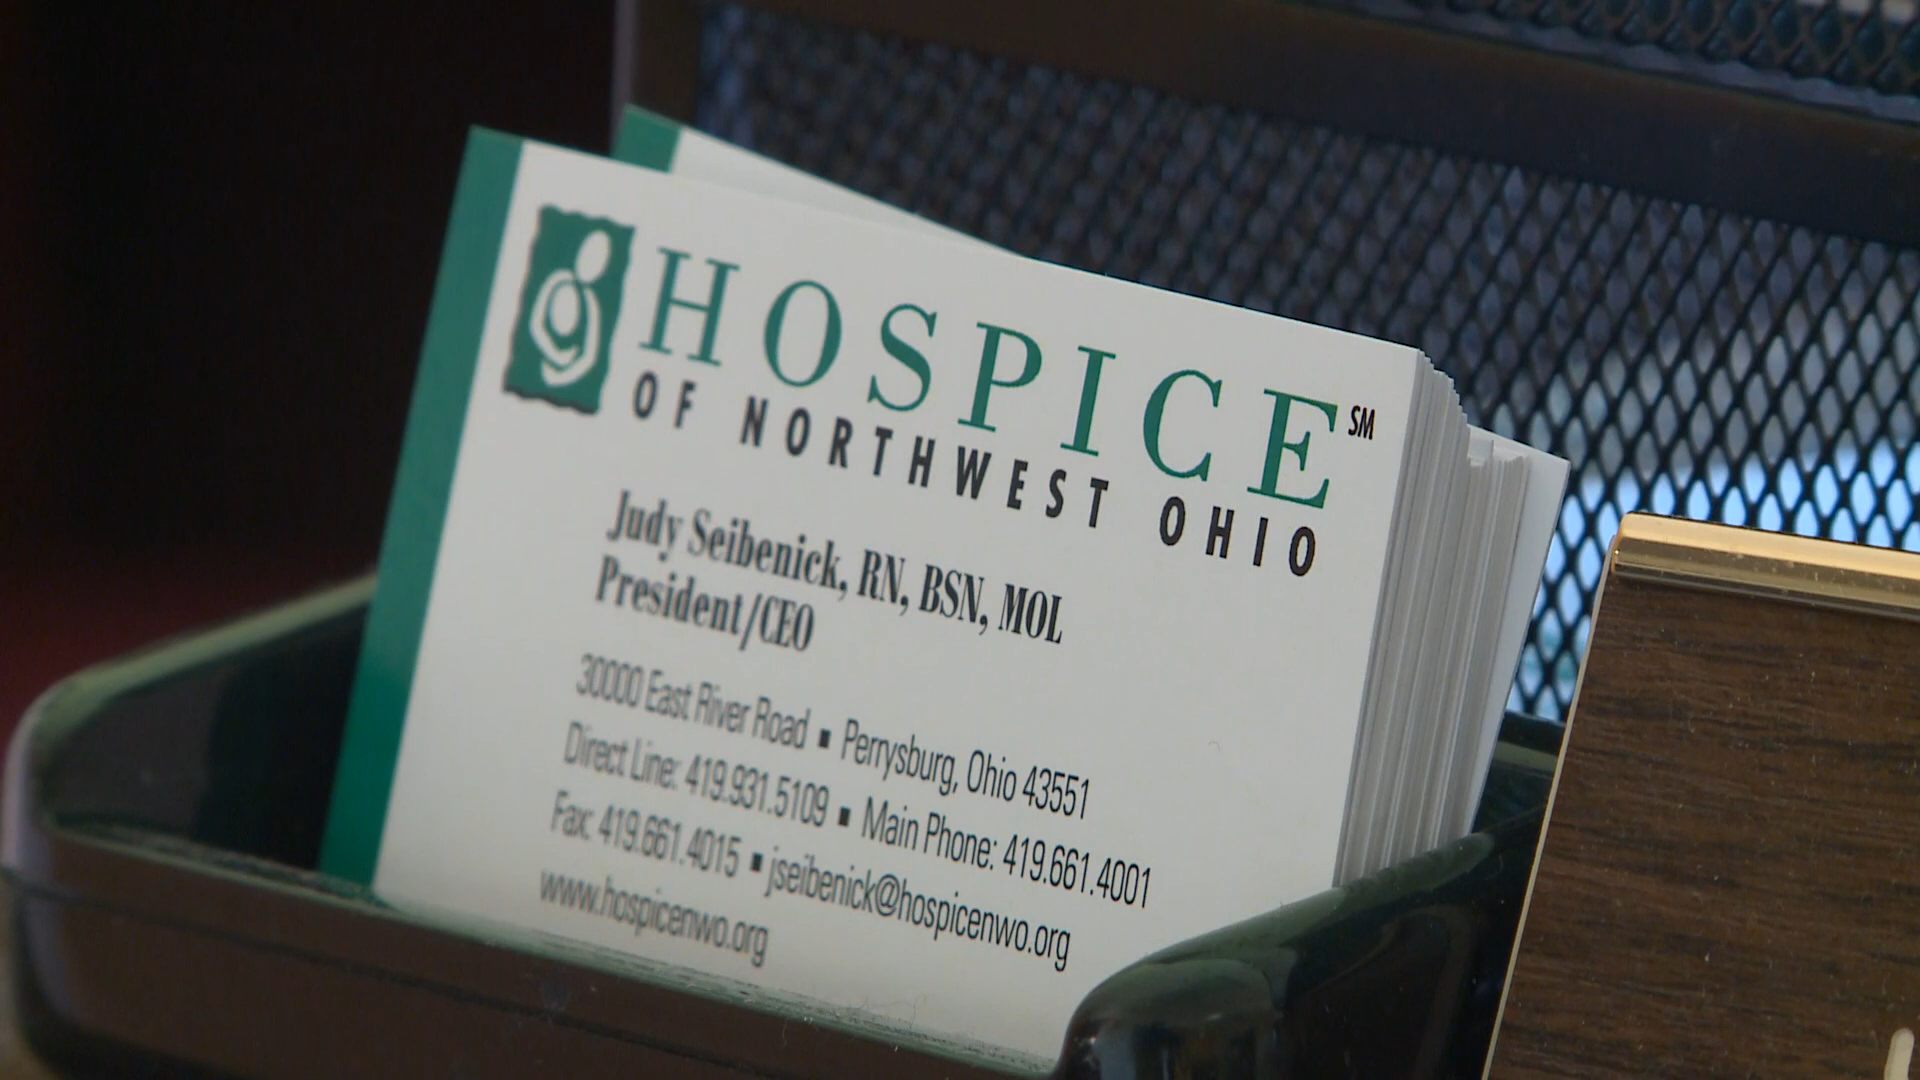 HOSPICE SM
OF NORTHWEST OHIO
Judy Seibenick, RN, BSN, MOL
President/CEO
30000 East River Road ▪ Perrysburg, Ohio 43551
Direct Line: 419.931.5109 ▪ Main Phone: 419.661.4001
Fax: 419.661.4015 ▪ jseibenick@hospicenwo.org
www.hospicenwo.org